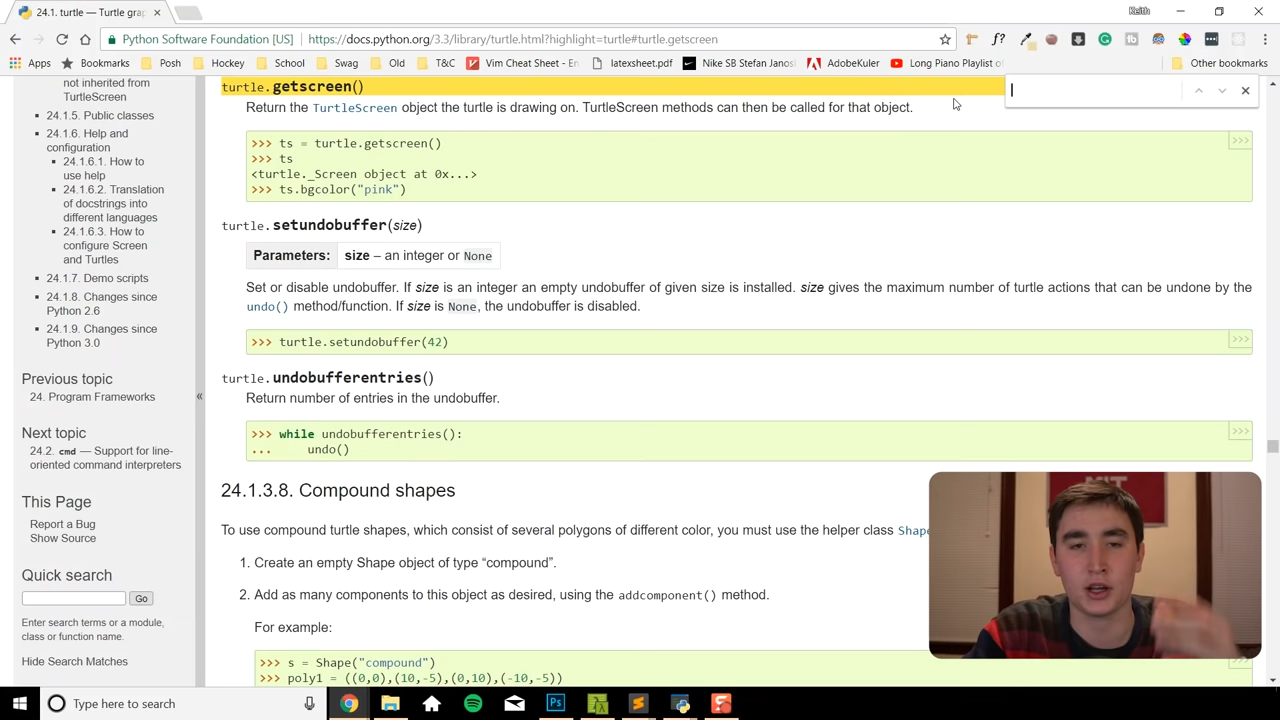 24.1. turtle — Turtle gra
Keith
Python Software Foundation [US]
https://docs.python.org/3.3/library/turtle.html?highlight=turtle#turtle.getscreen
Apps
Bookmarks
Posh
Hockey
School
Swag
Old
T&C
Vim Cheat Sheet - En
latexsheet.pdf
Nike SB Stefan Janosi
AdobeKuler
Long Piano Playlist o
Other bookmarks
not inherited from
TurtleScreen
24.1.5. Public classes
24.1.6. Help and
configuration
24.1.6.1. How to
use help
24.1.6.2. Translation
of docstrings into
different languages
24.1.6.3. How to
configure Screen
and Turtles
24.1.7. Demo scripts
24.1.8. Changes since
Python 2.6
24.1.9. Changes since
Python 3.0
Previous topic
24. Program Frameworks
Next topic
24.2. cmd — Support for line-
oriented command interpreters
This Page
Report a Bug
Show Source
Quick search
Go
Enter search terms or a module,
class or function name.
Hide Search Matches
«
turtle.getscreen()
Return the TurtleScreen object the turtle is drawing on. TurtleScreen methods can then be called for that object.
>>>
>>> ts = turtle.getscreen()
>>> ts
<turtle._Screen object at 0x...>
>>> ts.bgcolor("pink")
turtle.setundobuffer(size)
Parameters: size – an integer or None
Set or disable undobuffer. If size is an integer an empty undobuffer of given size is installed. size gives the maximum number of turtle actions that can be undone by the
undo() method/function. If size is None, the undobuffer is disabled.
>>> turtle.setundobuffer(42)
>>>
turtle.undobufferentries()
Return number of entries in the undobuffer.
>>> while undobufferentries():
>>>
... undo()
24.1.3.8. Compound shapes
To use compound turtle shapes, which consist of several polygons of different color, you must use the helper class Shape
1. Create an empty Shape object of type “compound”.
2. Add as many components to this object as desired, using the addcomponent() method.
For example:
>>> s = Shape("compound")
>>> poly1 = ((0,0),(10,-5),(0,10),(-10,-5))
MIT
Type here to search